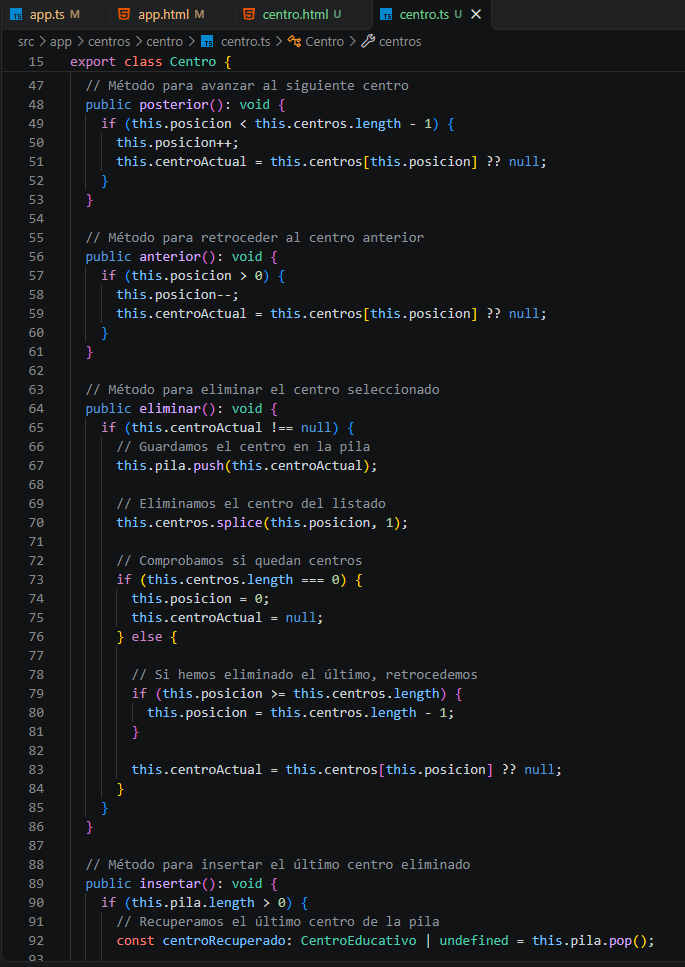 TS app.ts M app.html M centro.html U TS centro.ts U
src > app > centros > centro > TS centro.ts > Centro > centros
15 export class Centro {
47 // Método para avanzar al siguiente centro
48 public posterior(): void {
49 if (this.posicion < this.centros.length - 1) {
50 this.posicion++;
51 this.centroActual = this.centros[this.posicion] ?? null;
52 }
53 }
54
55 // Método para retroceder al centro anterior
56 public anterior(): void {
57 if (this.posicion > 0) {
58 this.posicion--;
59 this.centroActual = this.centros[this.posicion] ?? null;
60 }
61 }
62
63 // Método para eliminar el centro seleccionado
64 public eliminar(): void {
65 if (this.centroActual !== null) {
66 // Guardamos el centro en la pila
67 this.pila.push(this.centroActual);
68
69 // Eliminamos el centro del listado
70 this.centros.splice(this.posicion, 1);
71
72 // Comprobamos si quedan centros
73 if (this.centros.length === 0) {
74 this.posicion = 0;
75 this.centroActual = null;
76 } else {
77
78 // Si hemos eliminado el último, retrocedemos
79 if (this.posicion >= this.centros.length) {
80 this.posicion = this.centros.length - 1;
81 }
82
83 this.centroActual = this.centros[this.posicion] ?? null;
84 }
85 }
86 }
87
88 // Método para insertar el último centro eliminado
89 public insertar(): void {
90 if (this.pila.length > 0) {
91 // Recuperamos el último centro de la pila
92 const centroRecuperado: CentroEducativo | undefined = this.pila.pop();
93